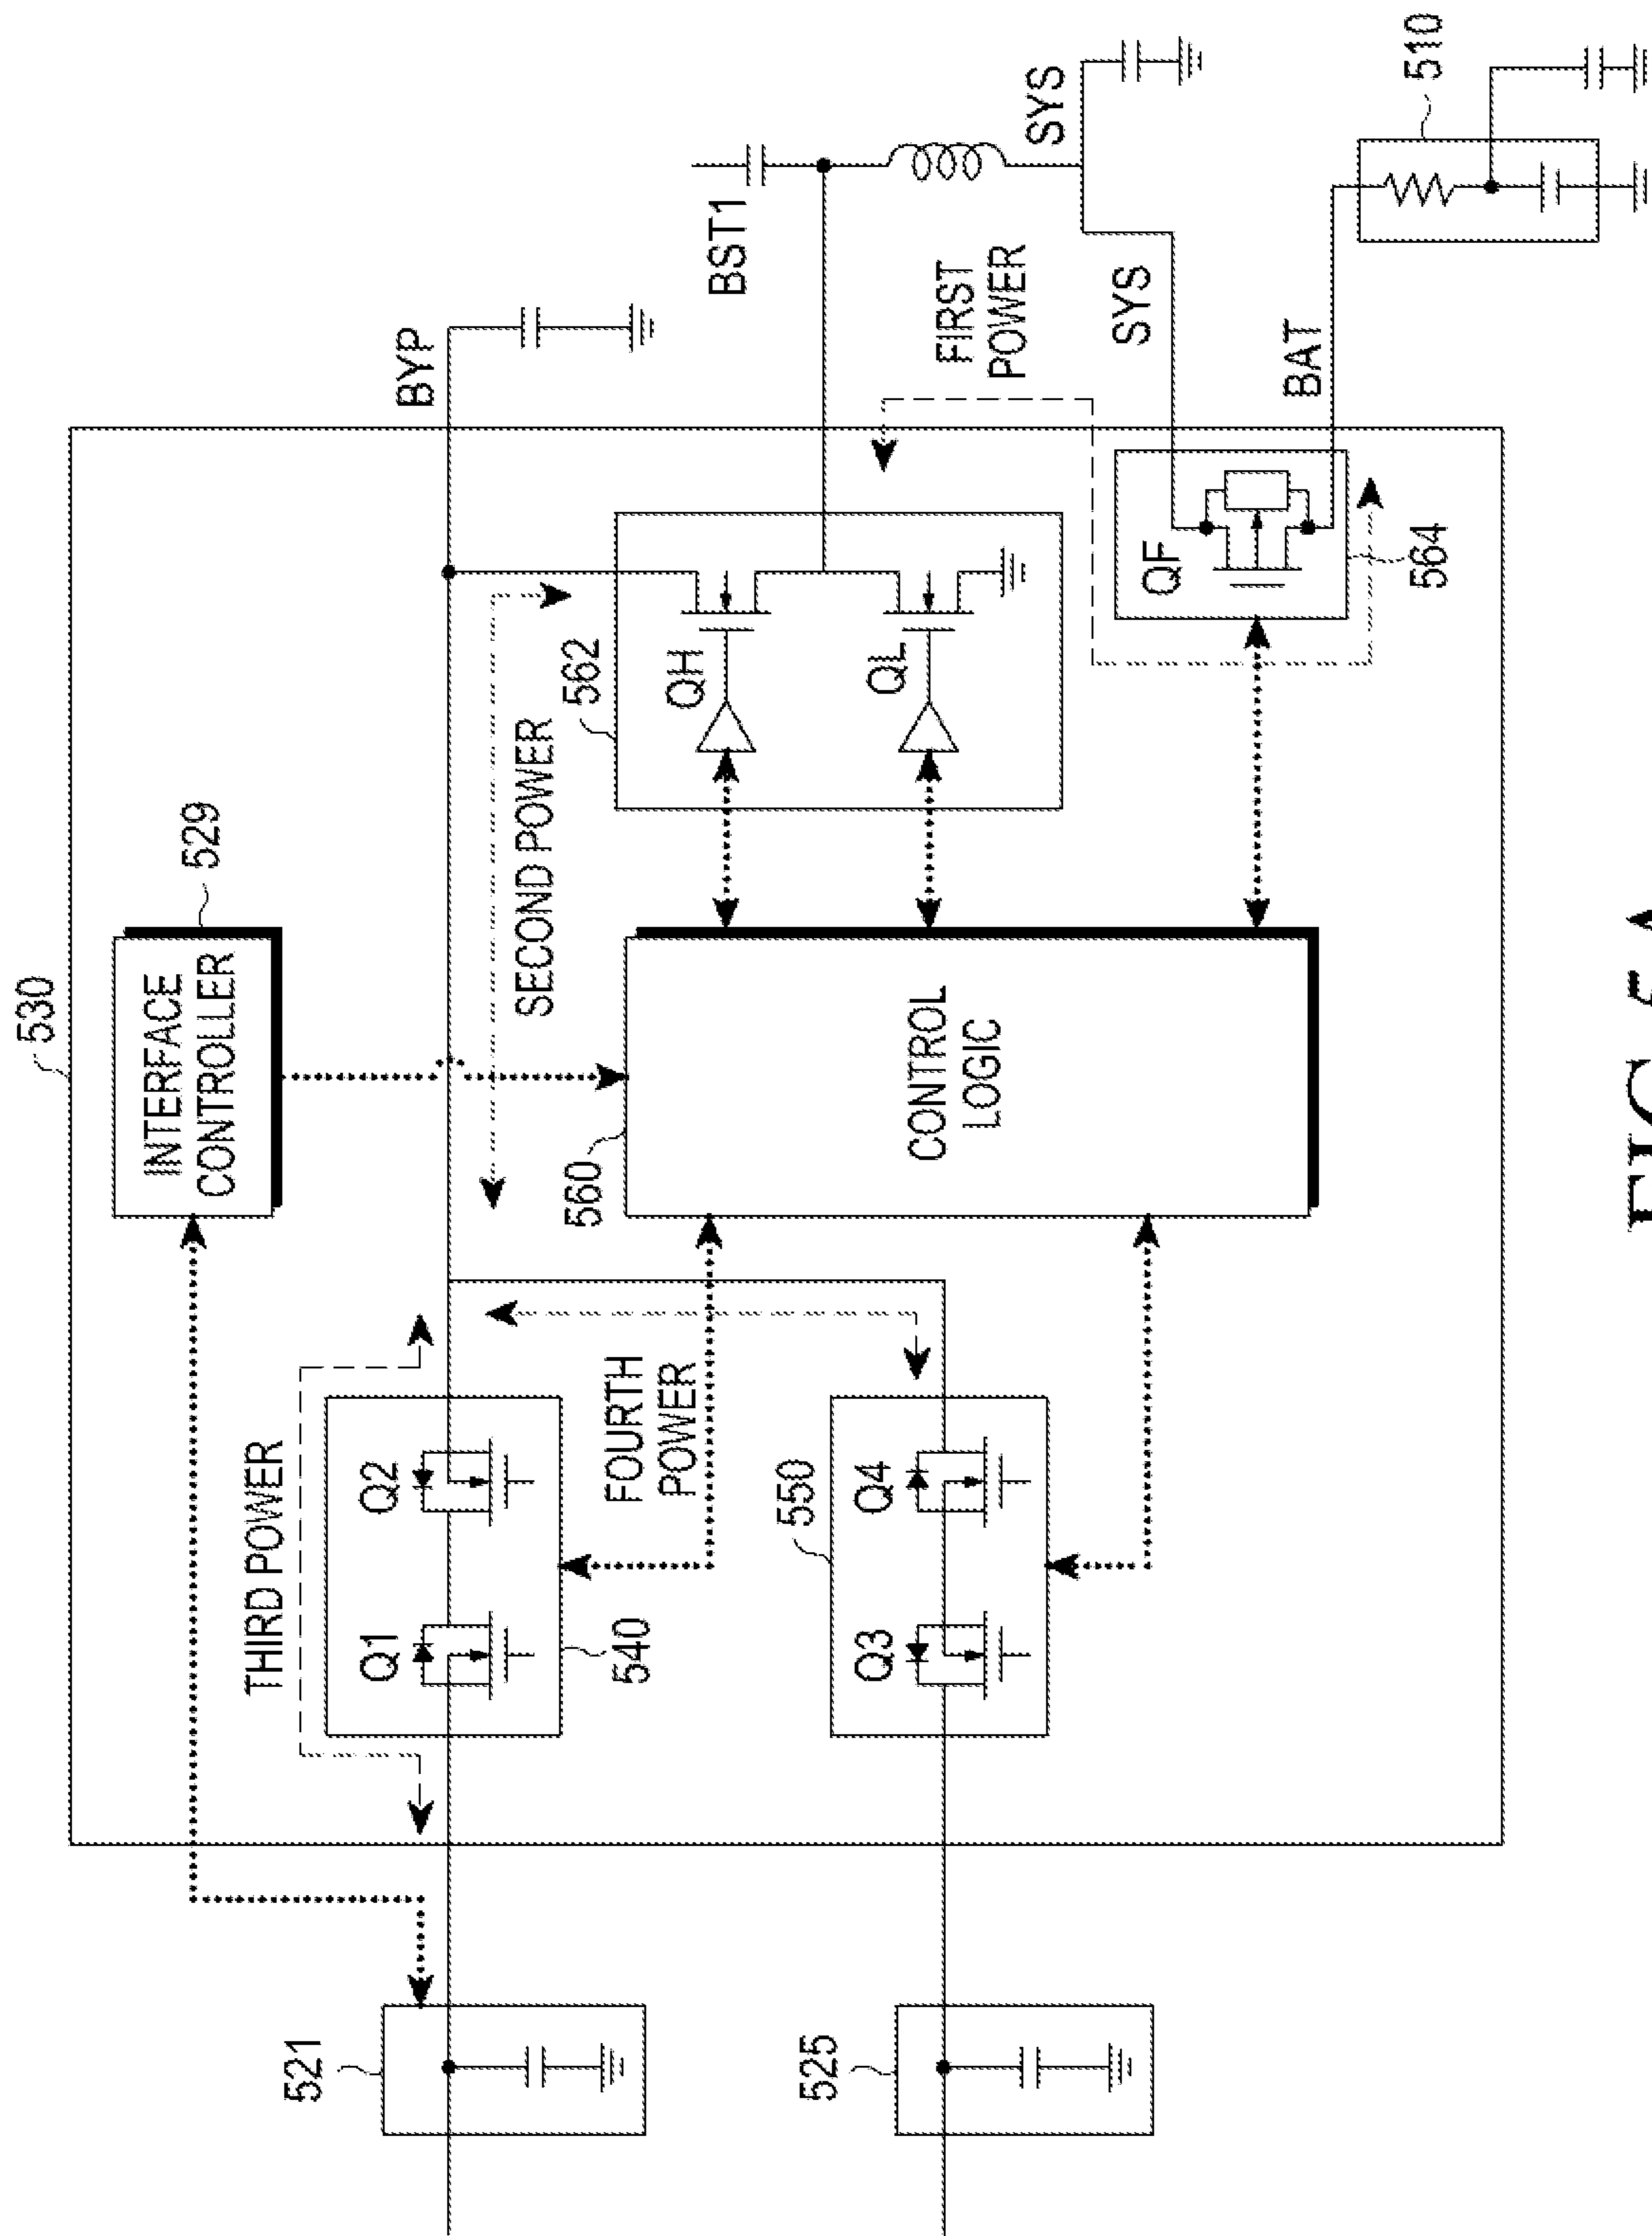 530
INTERFACE
CONTROLLER
529
BYP
BST1
SYS
FIRST
POWER
SYS
BAT
510
SECOND POWER
562
QH
QL
QF
564
560
CONTROL
LOGIC
THIRD POWER
Q1
Q2
540
FOURTH
POWER
550
Q3
Q4
521
525